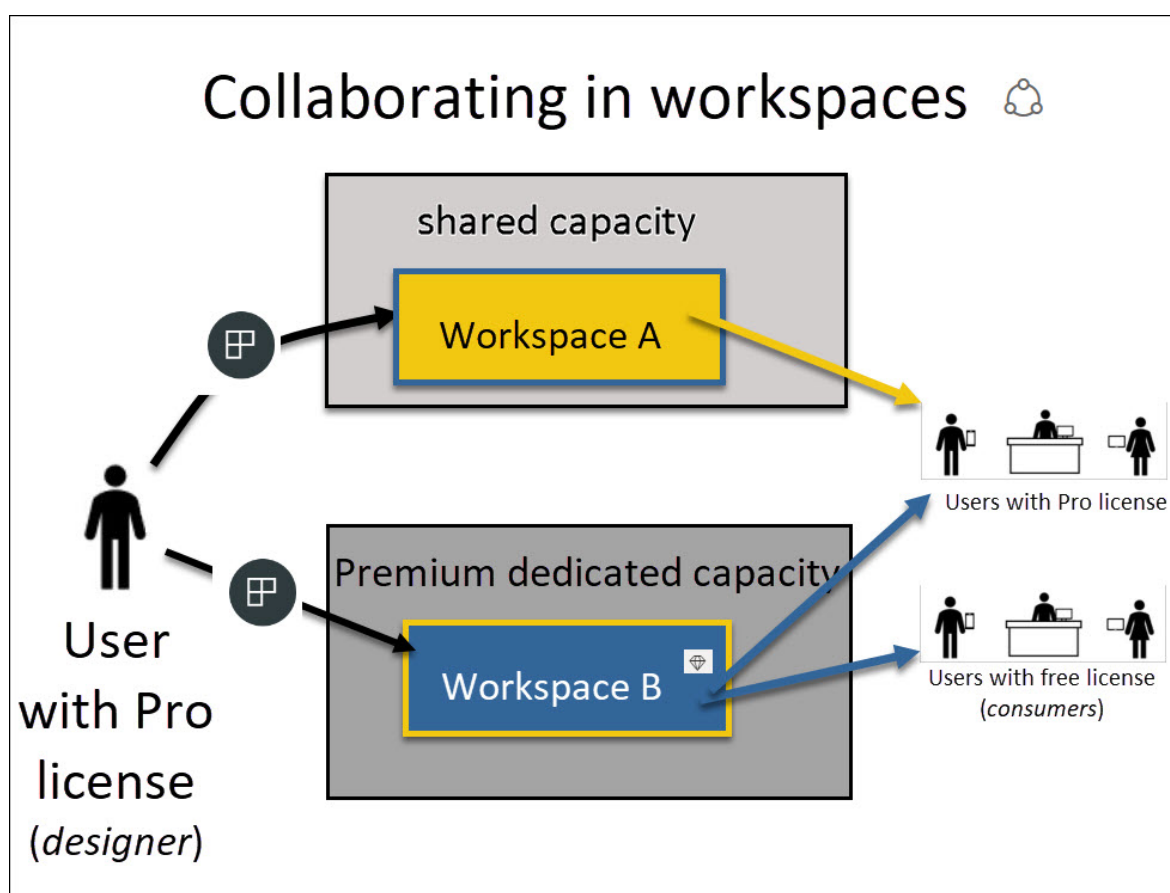 Collaborating in workspaces
shared capacity
Workspace A
Users with Pro license
Premium dedicated capacity
Workspace B
Users with free license
(consumers)
User
with Pro
license
(designer)